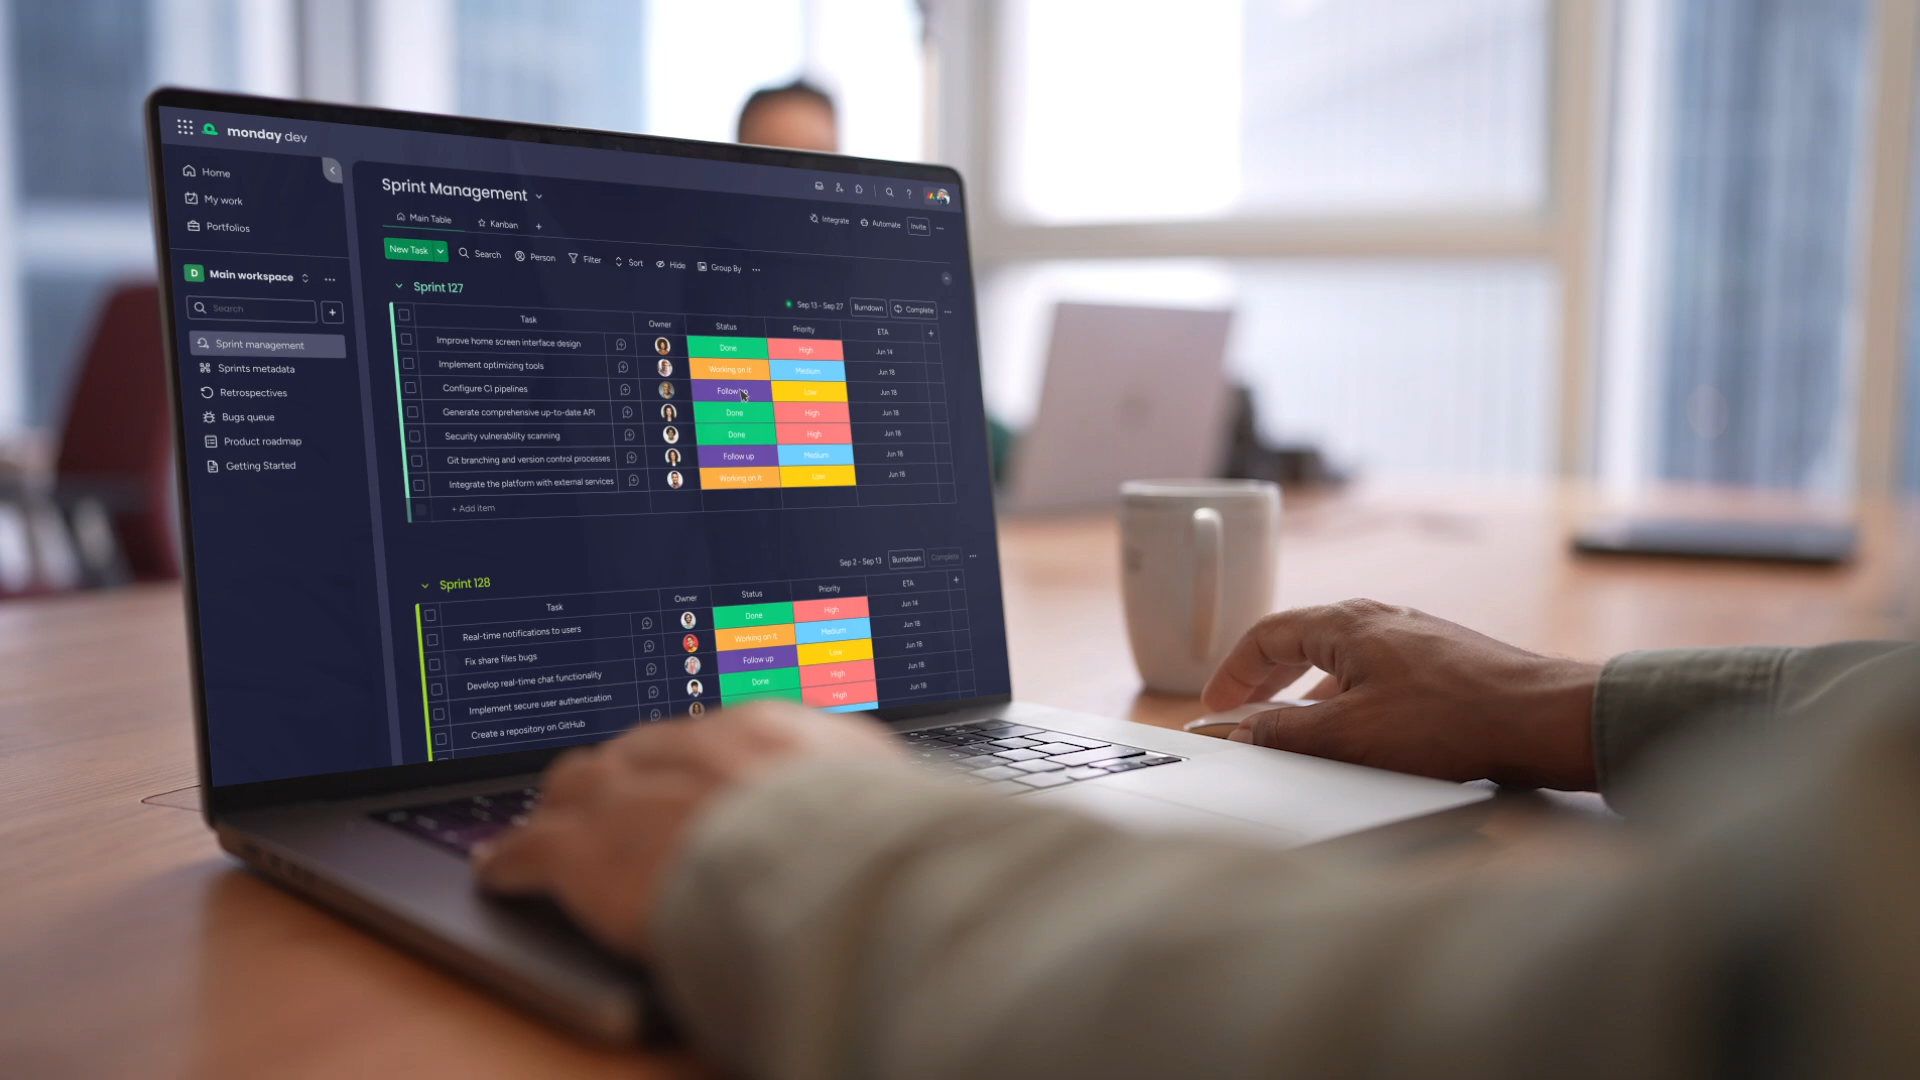 monday dev
Home
My work
Portfolios
D Main workspace
Search
Sprint management
Sprints metadata
Retrospectives
Bugs queue
Product roadmap
Getting Started
Sprint Management
Main Table Kanban +
Integrate Automate Invite
New Task Search Person Filter Sort Hide Group By
Sprint 127
Sep 13 - Sep 27 Burndown Complete
Task Owner Status Priority ETA +
Improve home screen interface design Done High Jun 14
Implement optimizing tools Working on it Medium Jun 18
Configure CI pipelines Follow up Low Jun 18
Generate comprehensive up-to-date API Done High Jun 18
Security vulnerability scanning Done High Jun 18
Git branching and version control processes Follow up Medium Jun 18
Integrate the platform with external services Working on it Low Jun 18
+ Add item
Sprint 128
Sep 2 - Sep 13 Burndown Complete
Task Owner Status Priority ETA +
Real-time notifications to users Done High Jun 14
Fix share files bugs Working on it Medium Jun 18
Develop real-time chat functionality Follow up Low Jun 18
Implement secure user authentication Done High Jun 18
Create a repository on GitHub High Jun 18